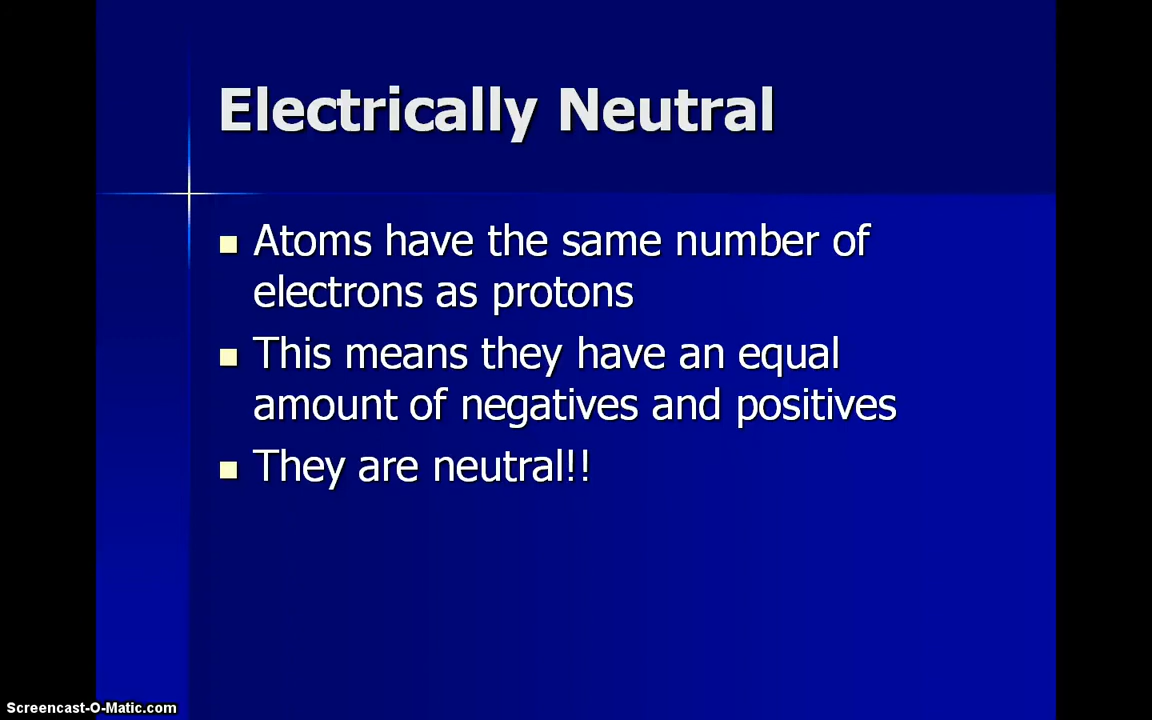 Electrically Neutral
Atoms have the same number of
electrons as protons
This means they have an equal
amount of negatives and positives
They are neutral!!
Screencast-O-Matic.com